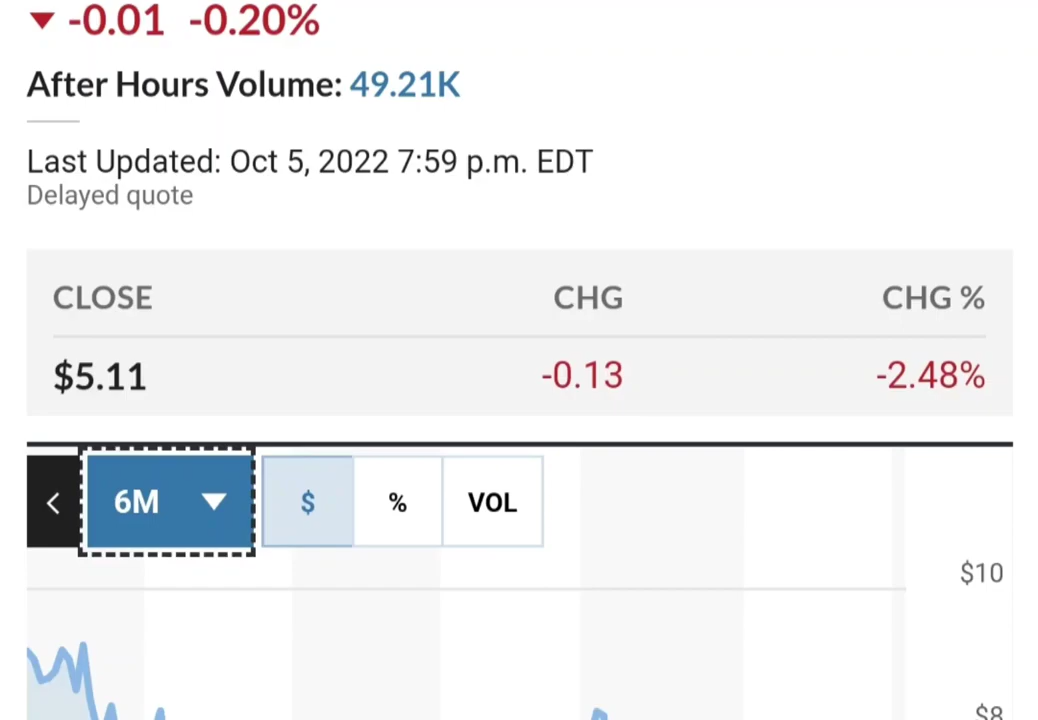 ▼ -0.01 -0.20%
After Hours Volume: 49.21K
Last Updated: Oct 5, 2022 7:59 p.m. EDT
Delayed quote
CLOSE CHG CHG %
$5.11 -0.13 -2.48%
6M $ % VOL
$10
$8